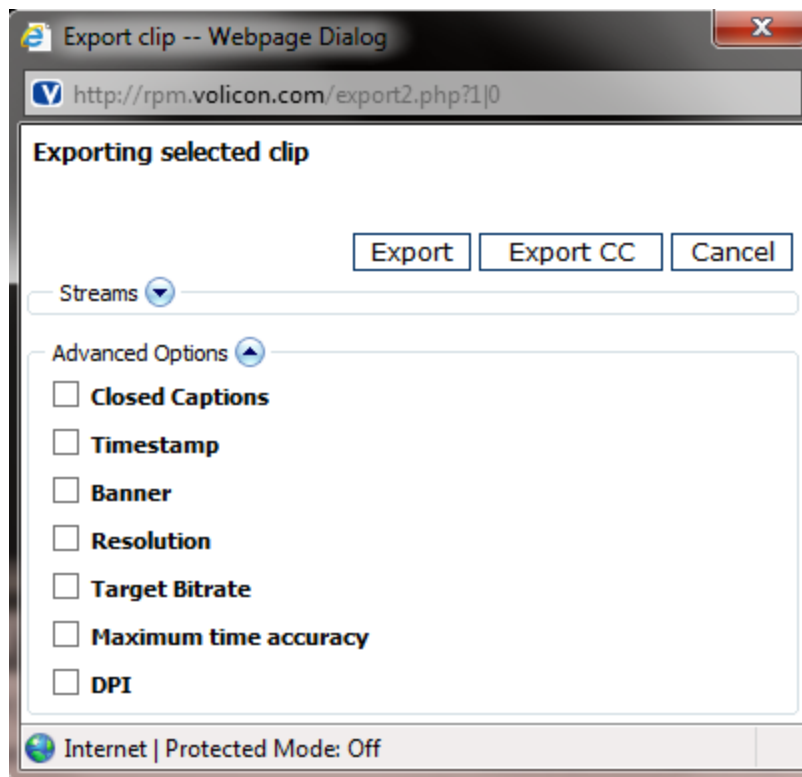 Export clip -- Webpage Dialog
X
V http://rpm.volicon.com/export2.php?1|0
Exporting selected clip
Export Export CC Cancel
Streams
Advanced Options
Closed Captions
Timestamp
Banner
Resolution
Target Bitrate
Maximum time accuracy
DPI
Internet | Protected Mode: Off